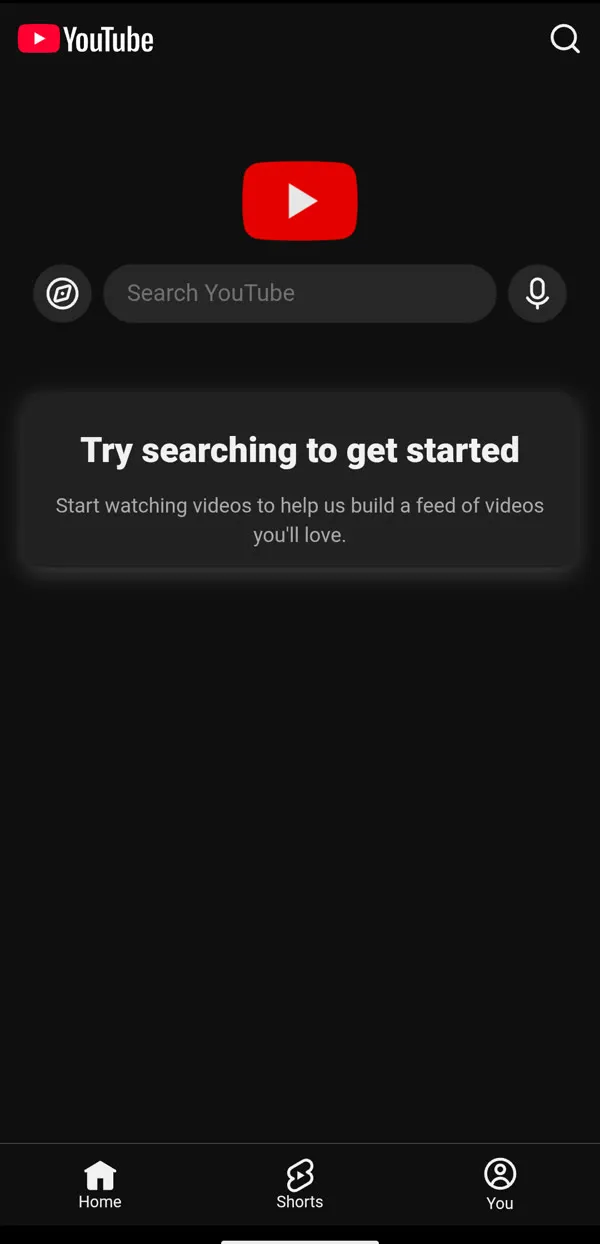 YouTube
Search YouTube
Try searching to get started
Start watching videos to help us build a feed of videos
you'll love.
Home
Shorts
You